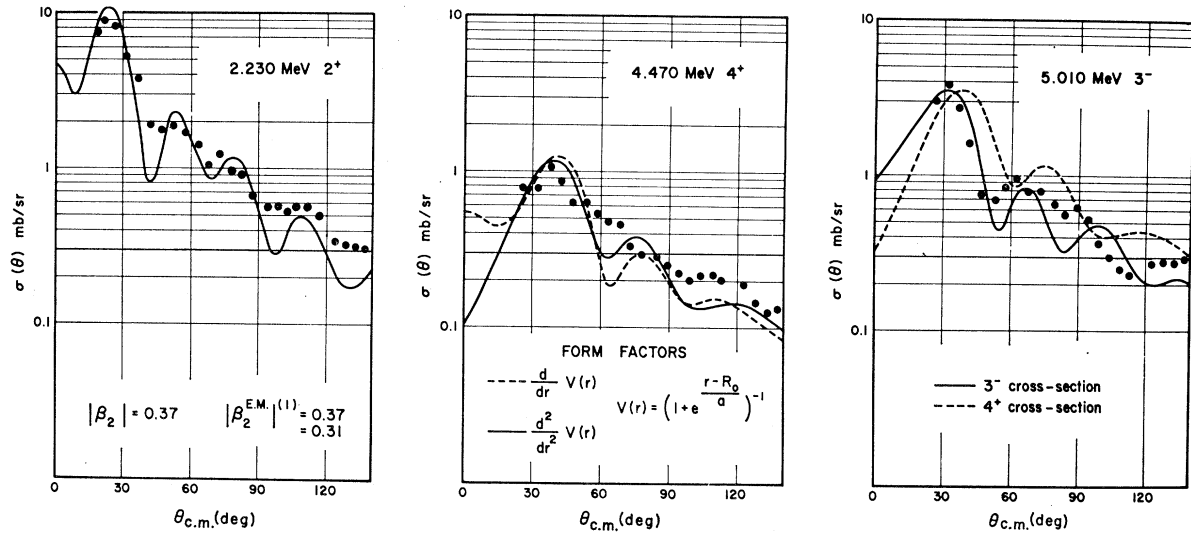 10
1
0.1
σ (θ) mb/sr
2.230 MeV 2⁺
|β₂| = 0.37
|β₂ᴱ·ᴹ·|⁽¹⁾ = 0.37
= 0.31
0 30 60 90 120
θc.m.(deg)
10
1
0.1
σ (θ) mb/sr
4.470 MeV 4⁺
FORM FACTORS
d/dr V(r)
d²/dr² V(r)
V(r) = (1 + e^((r-R₀)/a))⁻¹
0 30 60 90 120
θc.m.(deg)
10
1
0.1
σ (θ) mb/sr
5.010 MeV 3⁻
3⁻ cross-section
4⁺ cross-section
0 30 60 90 120
θc.m.(deg)